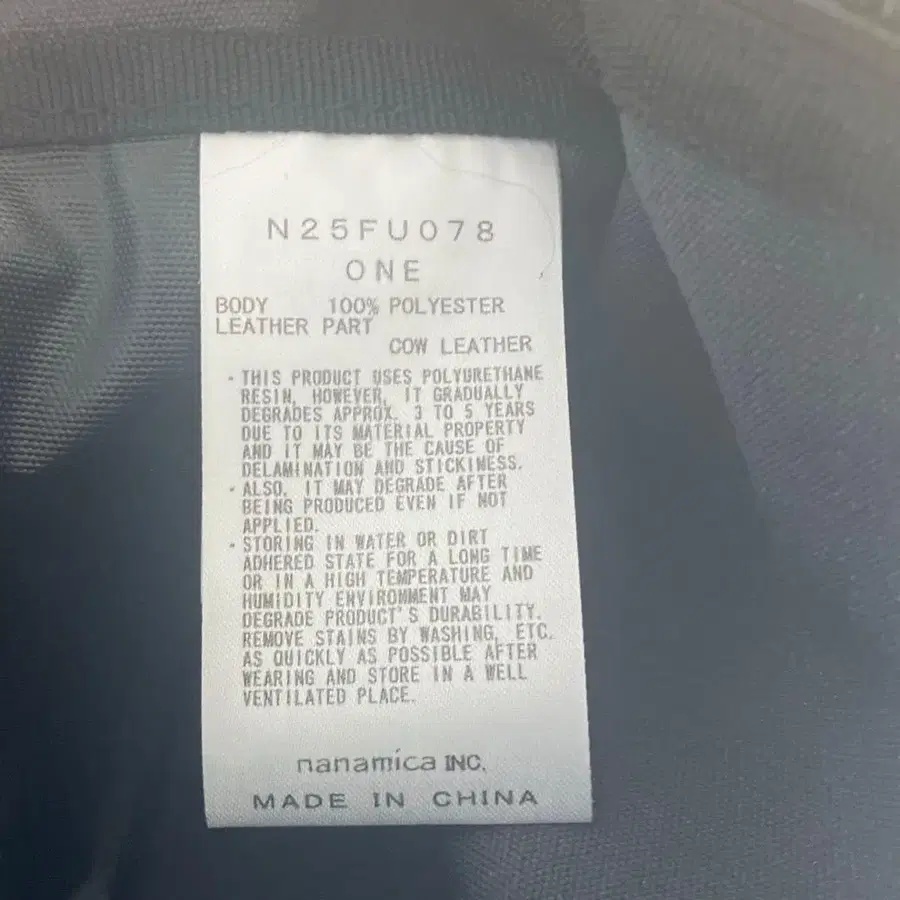 N25FU078
ONE
BODY 100% POLYESTER
LEATHER PART
COW LEATHER
・THIS PRODUCT USES POLYURETHANE
RESIN, HOWEVER, IT GRADUALLY
DEGRADES APPROX. 3 TO 5 YEARS
DUE TO ITS MATERIAL PROPERTY
AND IT MAY BE THE CAUSE OF
DELAMINATION AND STICKINESS.
・ALSO, IT MAY DEGRADE AFTER
BEING PRODUCED EVEN IF NOT
APPLIED.
・STORING IN WATER OR DIRT
ADHERED STATE FOR A LONG TIME
OR IN A HIGH TEMPERATURE AND
HUMIDITY ENVIRONMENT MAY
DEGRADE PRODUCT'S DURABILITY.
REMOVE STAINS BY WASHING, ETC.
AS QUICKLY AS POSSIBLE AFTER
WEARING AND STORE IN A WELL
VENTILATED PLACE.
nanamica INC.
MADE IN CHINA